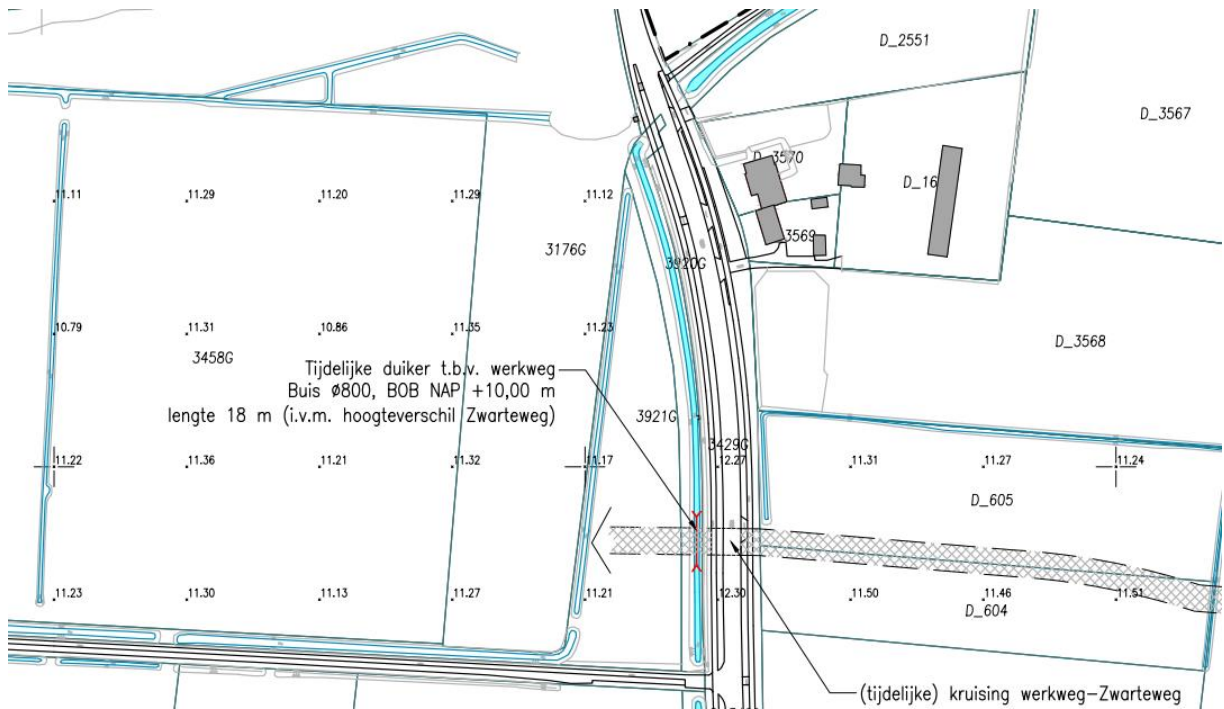 D_2551
D_3567
D_3570
D_16
11.11
11.29
11.20
11.29
11.12
3569
3176G
3920G
10.79
11.31
10.86
11.35
11.23
3458G
D_3568
Tijdelijke duiker t.b.v. werkweg
Buis ø800, BOB NAP +10,00 m
lengte 18 m (i.v.m. hoogteverschil Zwarteweg)
3921G
3429G
11.22
11.36
11.21
11.32
11.17
12.27
11.31
11.27
11.24
D_605
11.23
11.30
11.13
11.27
11.21
12.30
11.50
11.46
11.51
D_604
(tijdelijke) kruising werkweg-Zwarteweg